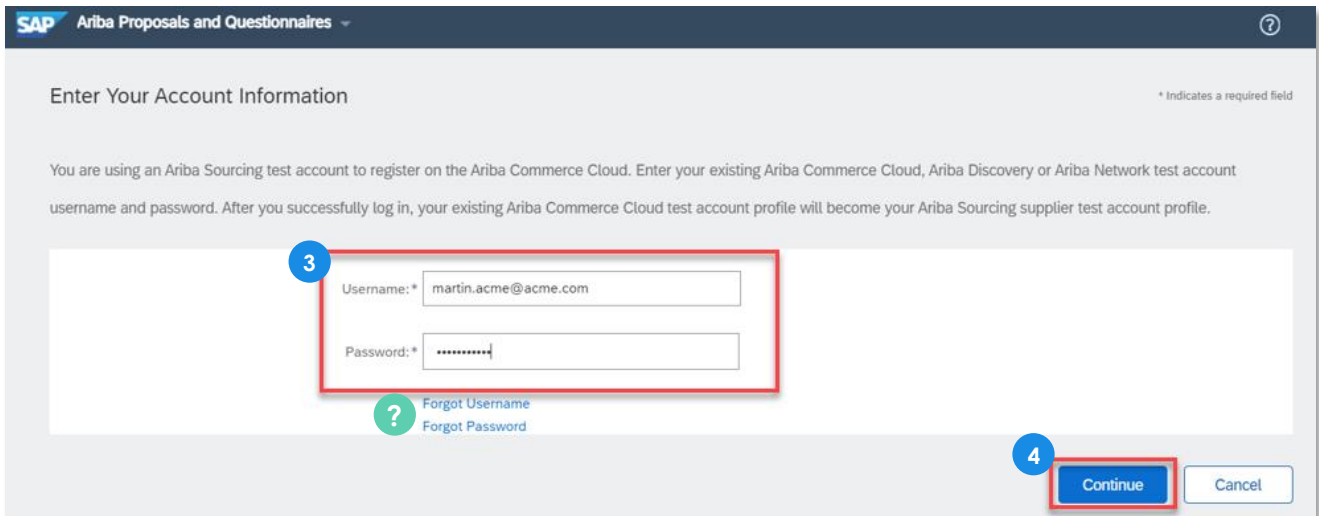 SAP Ariba Proposals and Questionnaires
?
Enter Your Account Information
* Indicates a required field
You are using an Ariba Sourcing test account to register on the Ariba Commerce Cloud. Enter your existing Ariba Commerce Cloud, Ariba Discovery or Ariba Network test account
username and password. After you successfully log in, your existing Ariba Commerce Cloud test account profile will become your Ariba Sourcing supplier test account profile.
3
Username:* martin.acme@acme.com
Password:* •••••••••••
? Forgot Username
Forgot Password
4
Continue Cancel